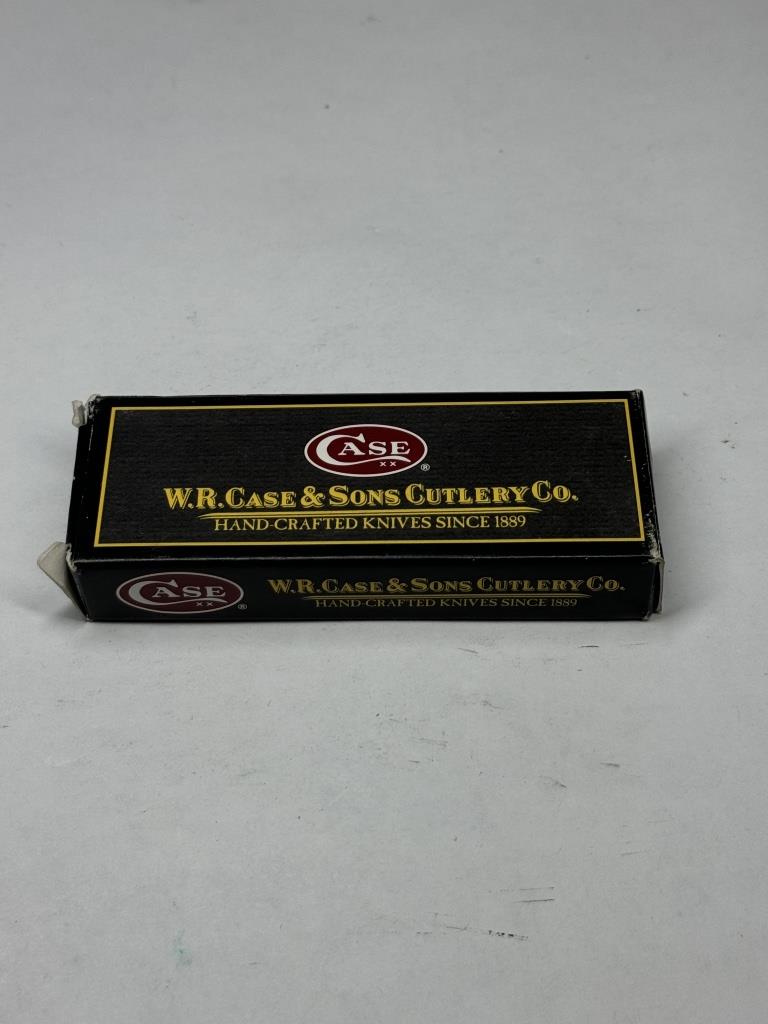 CASE
XX
®
W.R. CASE & SONS CUTLERY CO.
HAND-CRAFTED KNIVES SINCE 1889
CASE
XX
®
W.R. CASE & SONS CUTLERY CO.
HAND-CRAFTED KNIVES SINCE 1889